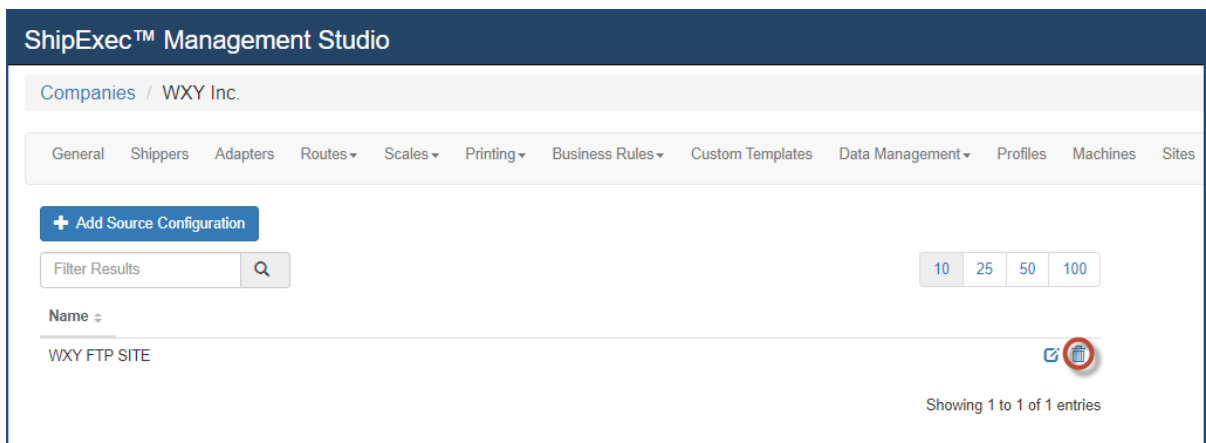 ShipExec™ Management Studio
Companies / WXY Inc.
General Shippers Adapters Routes Scales Printing Business Rules Custom Templates Data Management Profiles Machines Sites
Add Source Configuration
Filter Results 10 25 50 100
Name
WXY FTP SITE
Showing 1 to 1 of 1 entries